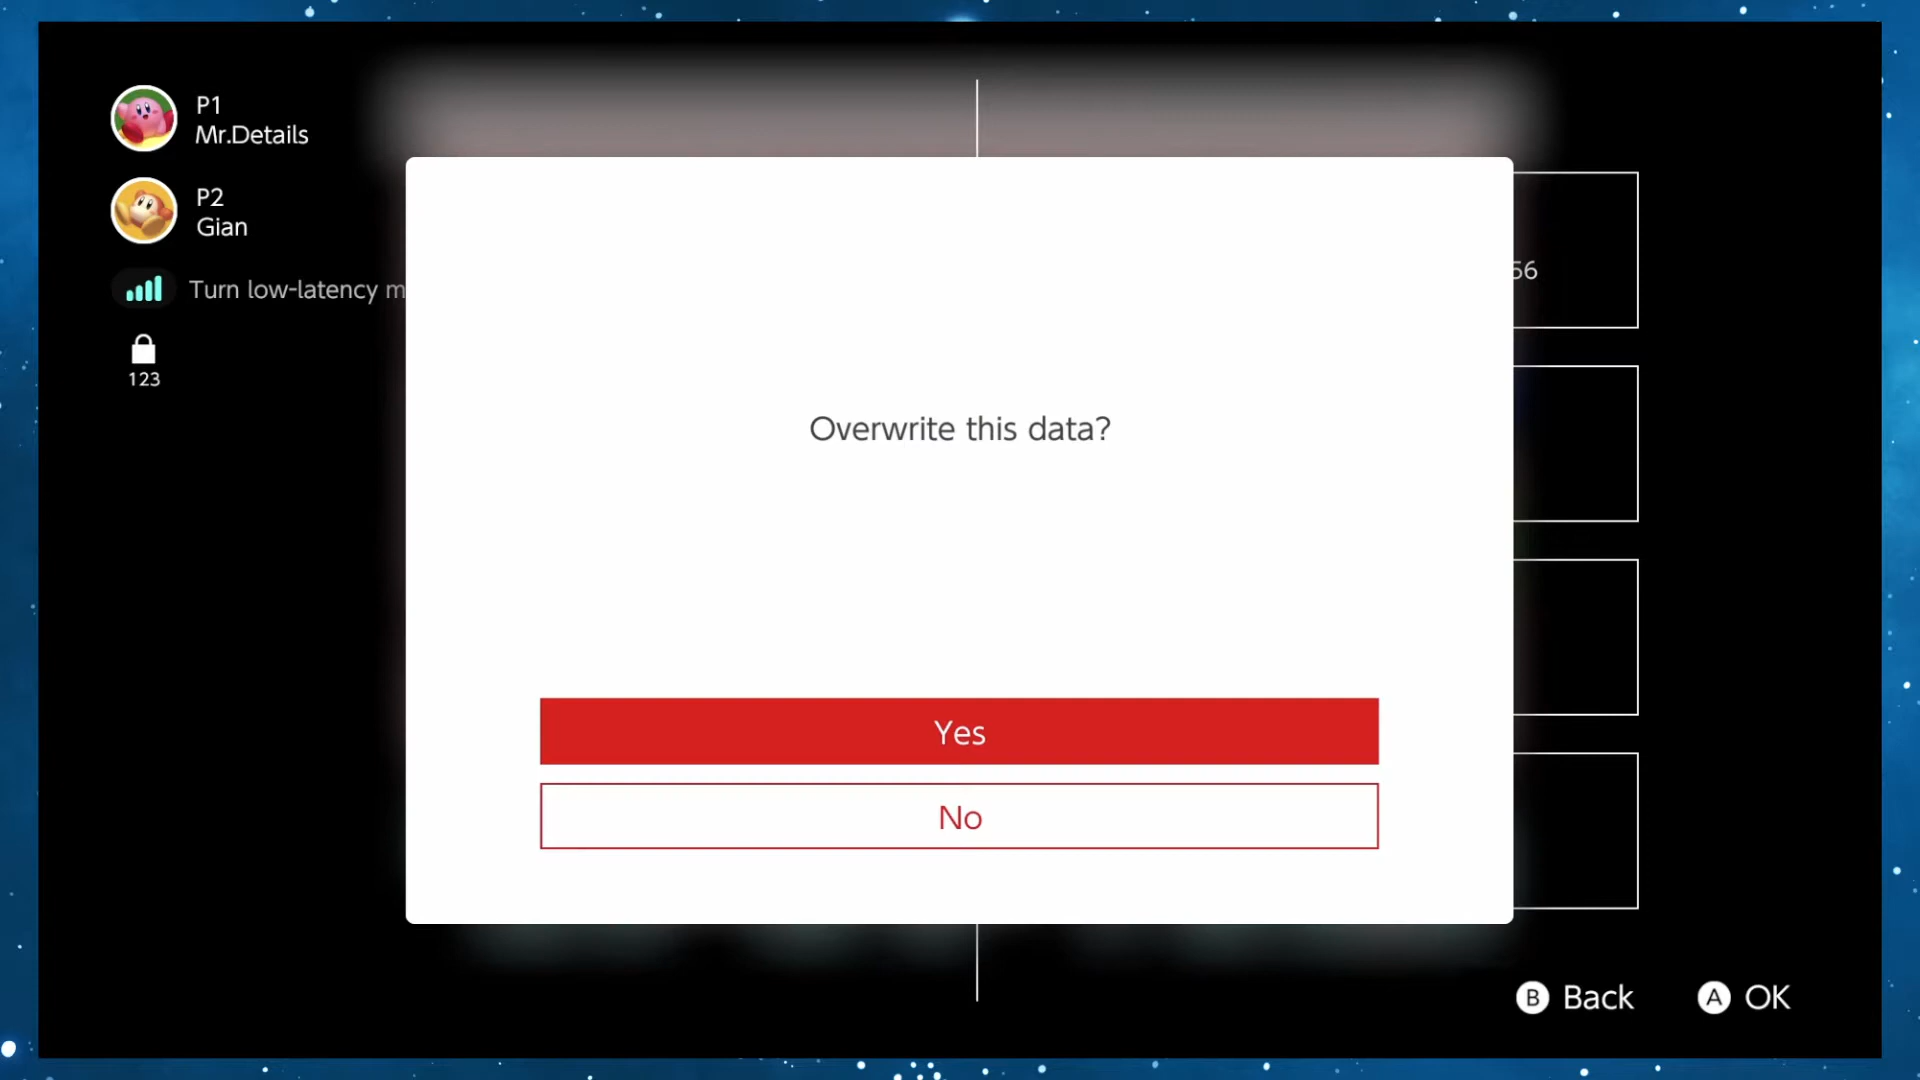 P1
Mr.Details
P2
Gian
Turn low-latency m
123
56
Overwrite this data?
Yes
No
B Back
A OK